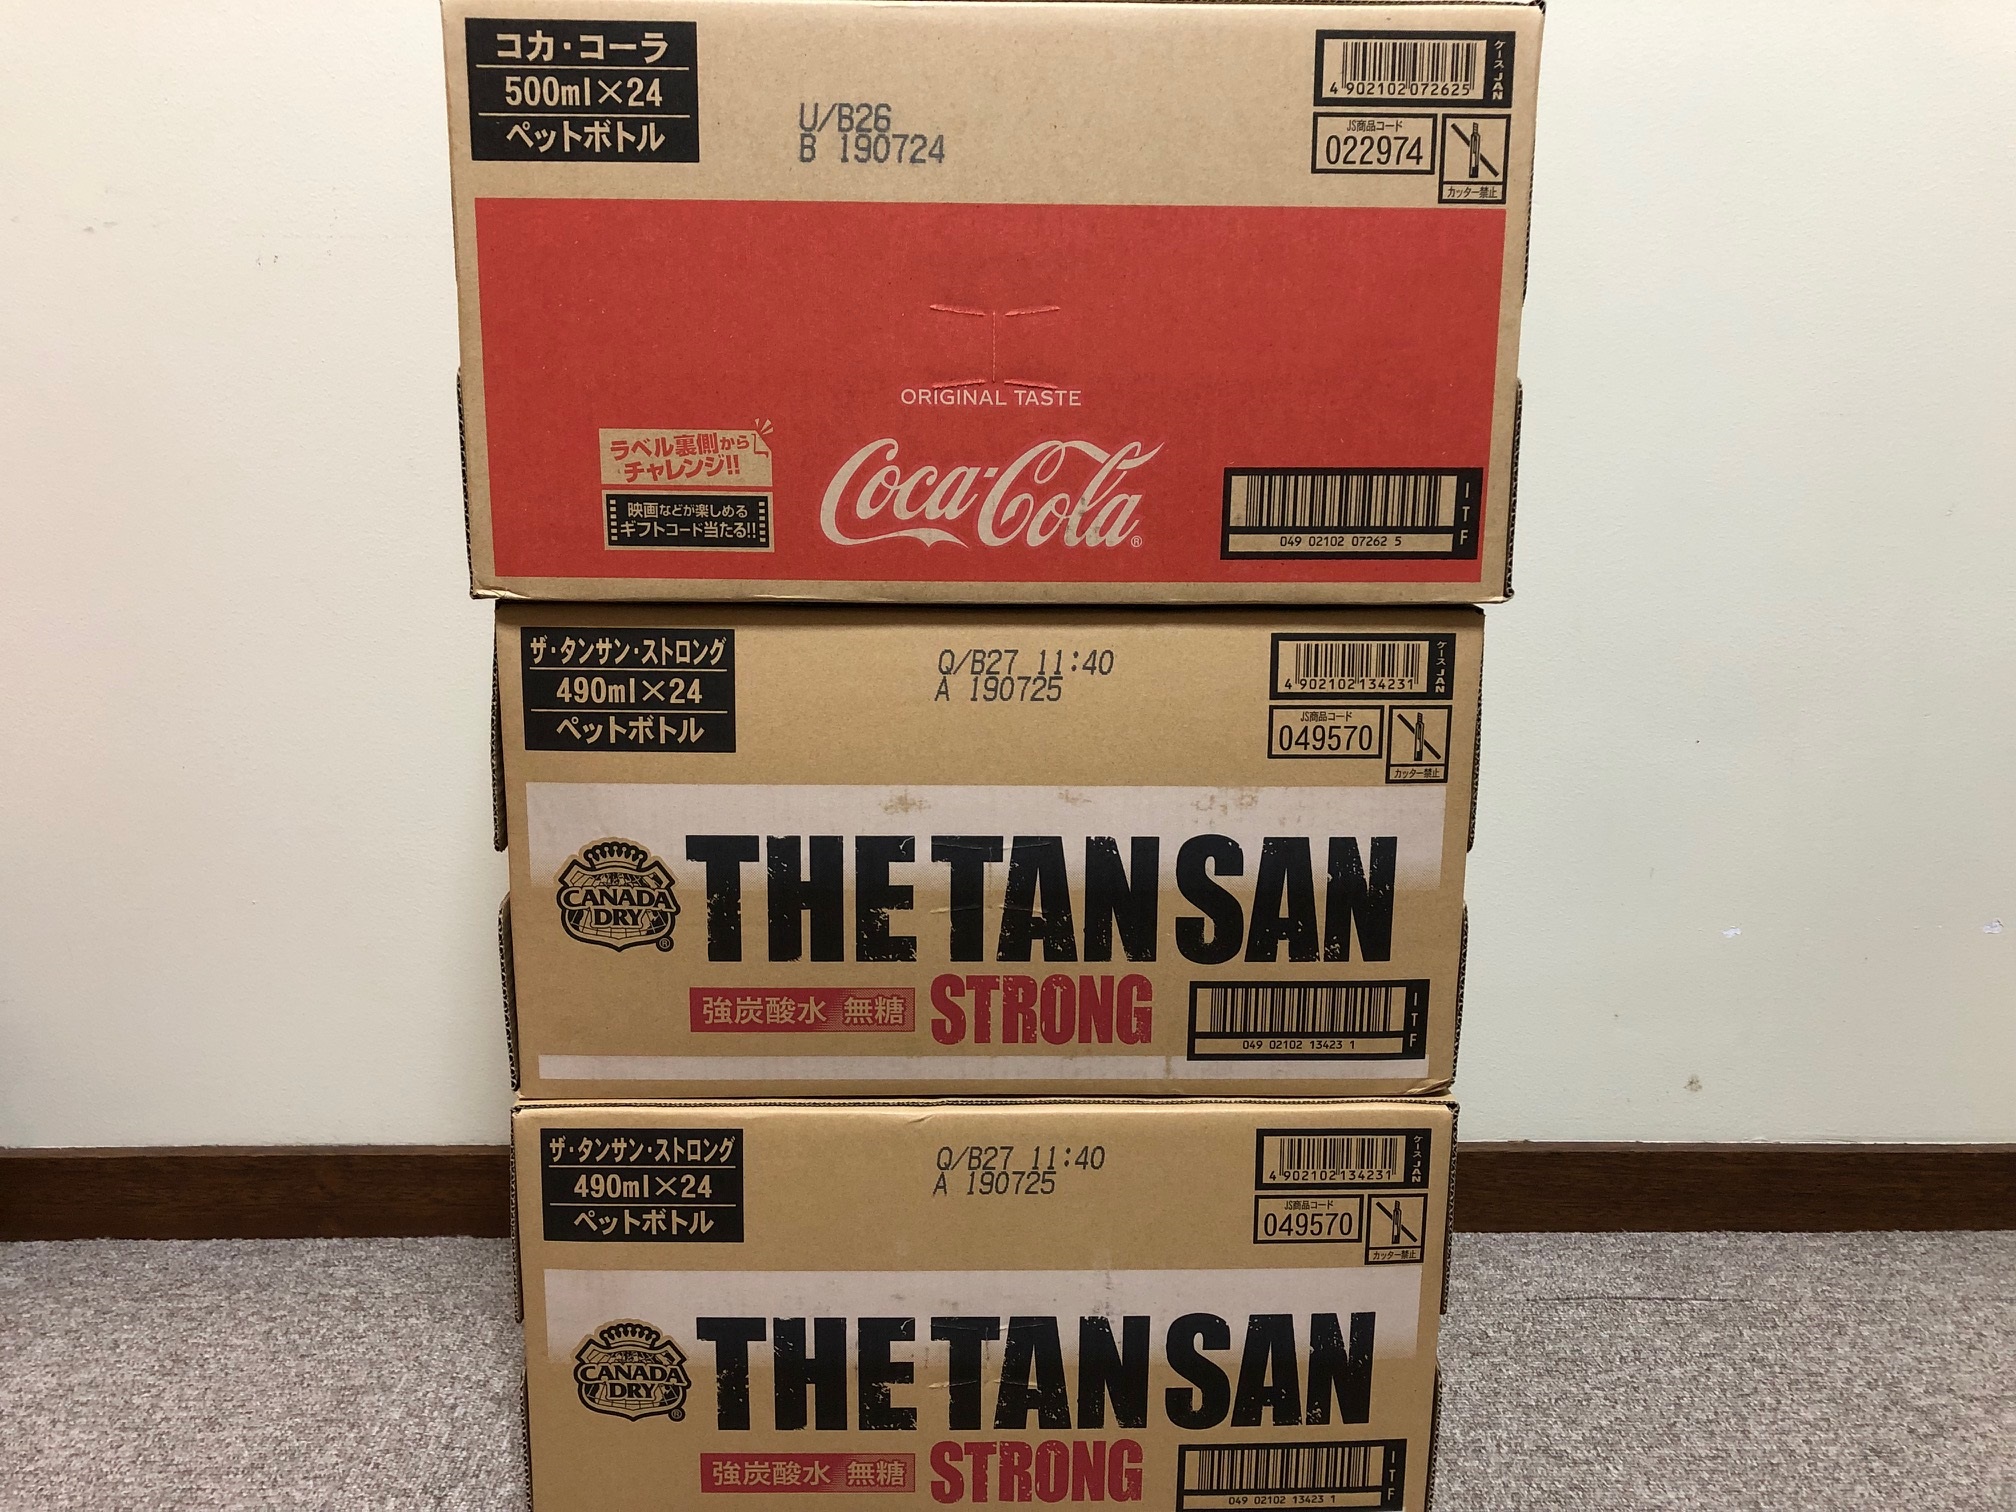 コカ・コーラ
500ml×24
ペットボトル
U/B26
B 190724
4 902102 072625
ケース JAN
JS商品コード
022974
カッター禁止
ORIGINAL TASTE
ラベル裏側から
チャレンジ!!
映画などが楽しめる
ギフトコード当たる!!
Coca-Cola®
049 02102 07262 5
ITF
ザ・タンサン・ストロング
490ml×24
ペットボトル
Q/B27 11:40
A 190725
4 902102 134231
ケース JAN
JS商品コード
049570
カッター禁止
CANADA
DRY®
THE TANSAN
強炭酸水 無糖
STRONG
049 02102 13423 1
ITF
ザ・タンサン・ストロング
490ml×24
ペットボトル
Q/B27 11:40
A 190725
4 902102 134231
ケース JAN
JS商品コード
049570
カッター禁止
CANADA
DRY®
THE TANSAN
強炭酸水 無糖
STRONG
049 02102 13423 1
ITF